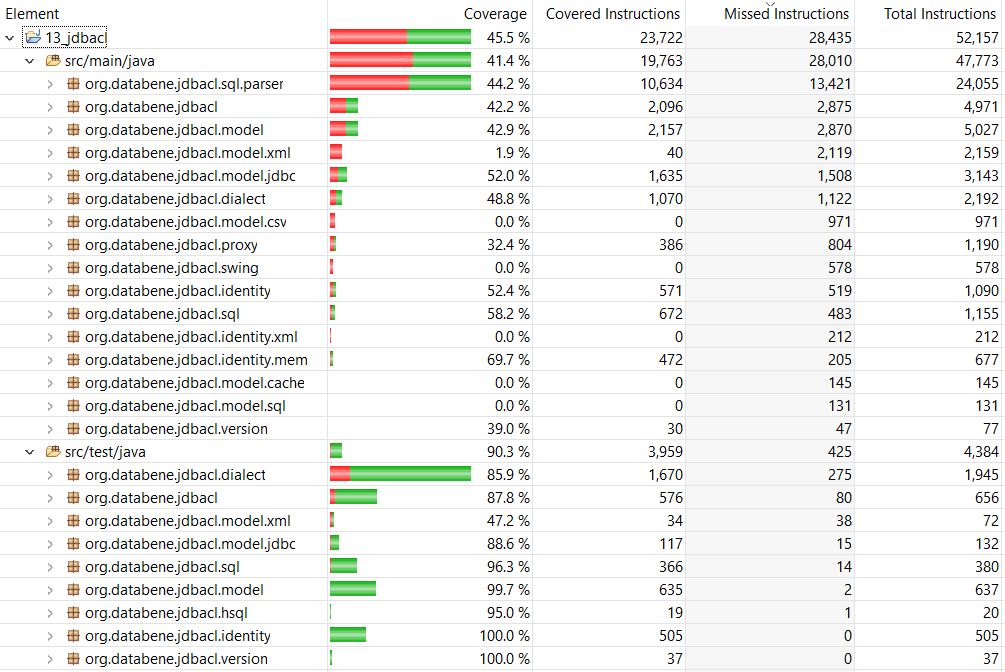 Element Coverage Covered Instructions Missed Instructions Total Instructions
13_jdbacl 45.5 % 23,722 28,435 52,157
src/main/java 41.4 % 19,763 28,010 47,773
org.databene.jdbacl.sql.parser 44.2 % 10,634 13,421 24,055
org.databene.jdbacl 42.2 % 2,096 2,875 4,971
org.databene.jdbacl.model 42.9 % 2,157 2,870 5,027
org.databene.jdbacl.model.xml 1.9 % 40 2,119 2,159
org.databene.jdbacl.model.jdbc 52.0 % 1,635 1,508 3,143
org.databene.jdbacl.dialect 48.8 % 1,070 1,122 2,192
org.databene.jdbacl.model.csv 0.0 % 0 971 971
org.databene.jdbacl.proxy 32.4 % 386 804 1,190
org.databene.jdbacl.swing 0.0 % 0 578 578
org.databene.jdbacl.identity 52.4 % 571 519 1,090
org.databene.jdbacl.sql 58.2 % 672 483 1,155
org.databene.jdbacl.identity.xml 0.0 % 0 212 212
org.databene.jdbacl.identity.mem 69.7 % 472 205 677
org.databene.jdbacl.model.cache 0.0 % 0 145 145
org.databene.jdbacl.model.sql 0.0 % 0 131 131
org.databene.jdbacl.version 39.0 % 30 47 77
src/test/java 90.3 % 3,959 425 4,384
org.databene.jdbacl.dialect 85.9 % 1,670 275 1,945
org.databene.jdbacl 87.8 % 576 80 656
org.databene.jdbacl.model.xml 47.2 % 34 38 72
org.databene.jdbacl.model.jdbc 88.6 % 117 15 132
org.databene.jdbacl.sql 96.3 % 366 14 380
org.databene.jdbacl.model 99.7 % 635 2 637
org.databene.jdbacl.hsql 95.0 % 19 1 20
org.databene.jdbacl.identity 100.0 % 505 0 505
org.databene.jdbacl.version 100.0 % 37 0 37